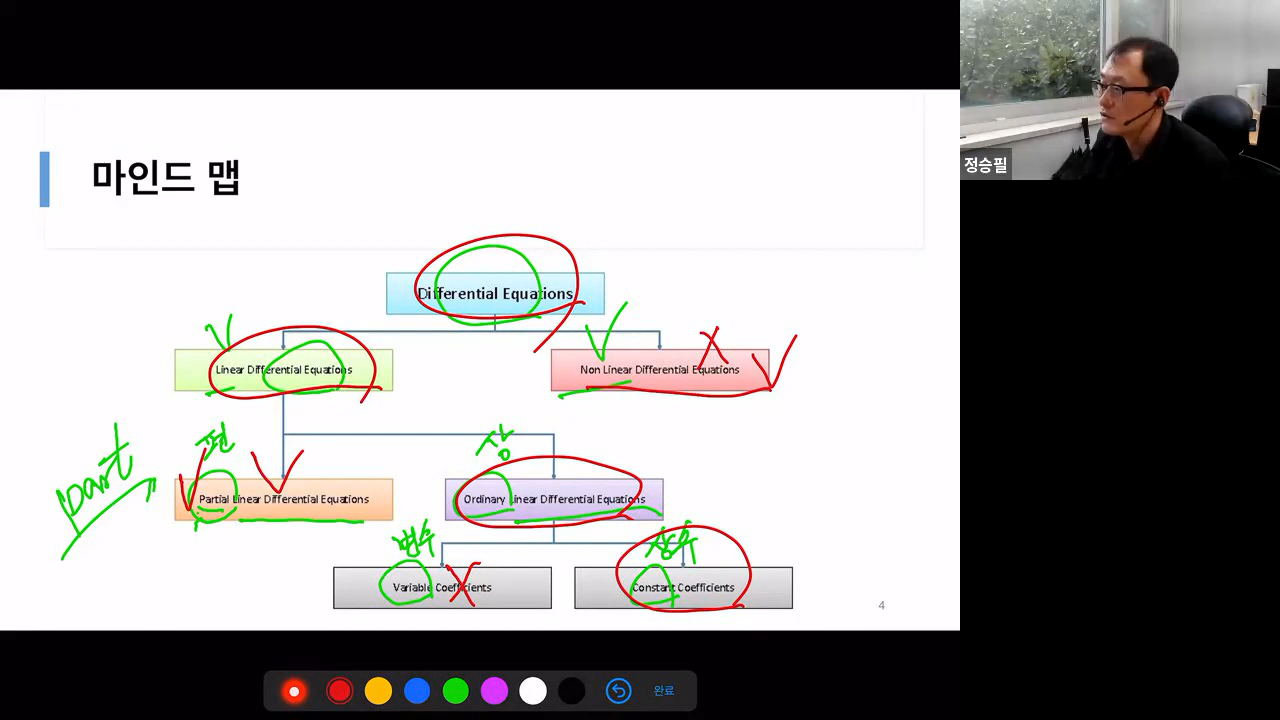 정승필
마인드 맵
Differential Equations
Linear Differential Equations
Non Linear Differential Equations
part
편
상
Partial Linear Differential Equations
Ordinary Linear Differential Equations
변수
상수
Variable Coefficients
Constant Coefficients
4
완료